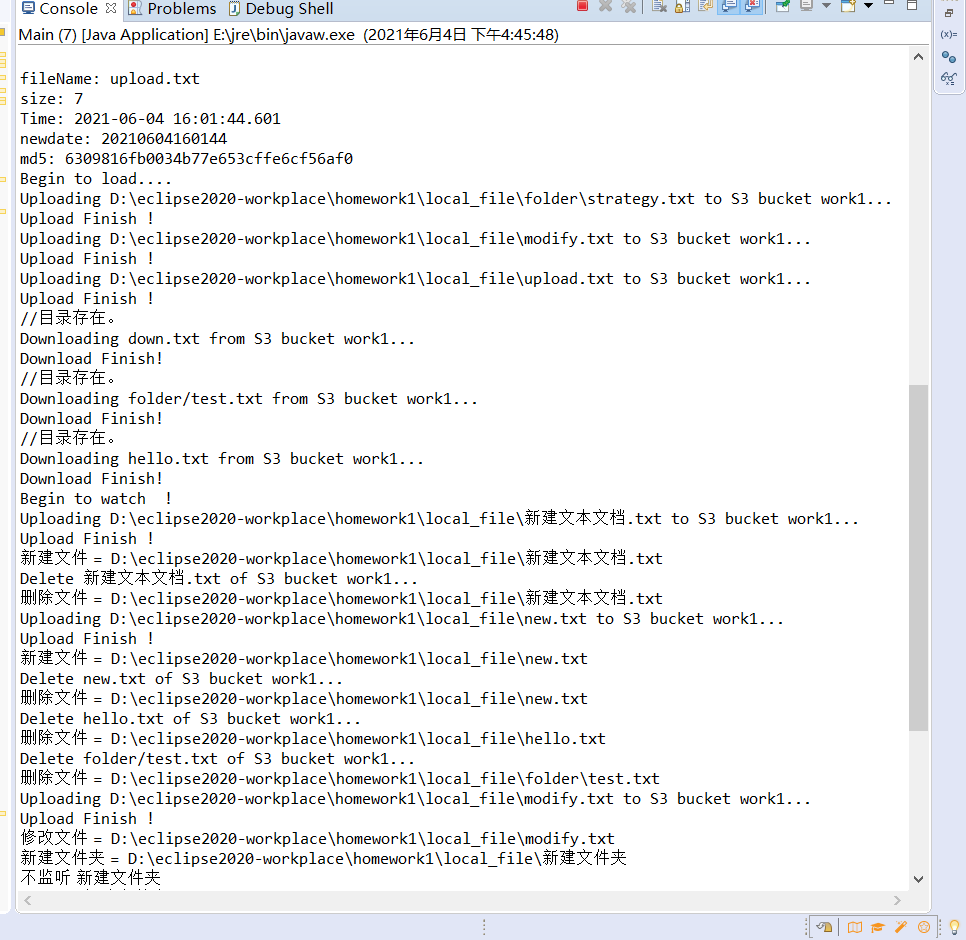 Console Problems Debug Shell
Main (7) [Java Application] E:\jre\bin\javaw.exe (2021年6月4日 下午4:45:48)
fileName: upload.txt
size: 7
Time: 2021-06-04 16:01:44.601
newdate: 20210604160144
md5: 6309816fb0034b77e653cffe6cf56af0
Begin to load....
Uploading D:\eclipse2020-workplace\homework1\local_file\folder\strategy.txt to S3 bucket work1...
Upload Finish !
Uploading D:\eclipse2020-workplace\homework1\local_file\modify.txt to S3 bucket work1...
Upload Finish !
Uploading D:\eclipse2020-workplace\homework1\local_file\upload.txt to S3 bucket work1...
Upload Finish !
//目录存在。
Downloading down.txt from S3 bucket work1...
Download Finish!
//目录存在。
Downloading folder/test.txt from S3 bucket work1...
Download Finish!
//目录存在。
Downloading hello.txt from S3 bucket work1...
Download Finish!
Begin to watch  !
Uploading D:\eclipse2020-workplace\homework1\local_file\新建文本文档.txt to S3 bucket work1...
Upload Finish !
新建文件 = D:\eclipse2020-workplace\homework1\local_file\新建文本文档.txt
Delete 新建文本文档.txt of S3 bucket work1...
删除文件 = D:\eclipse2020-workplace\homework1\local_file\新建文本文档.txt
Uploading D:\eclipse2020-workplace\homework1\local_file\new.txt to S3 bucket work1...
Upload Finish !
新建文件 = D:\eclipse2020-workplace\homework1\local_file\new.txt
Delete new.txt of S3 bucket work1...
删除文件 = D:\eclipse2020-workplace\homework1\local_file\new.txt
Delete hello.txt of S3 bucket work1...
删除文件 = D:\eclipse2020-workplace\homework1\local_file\hello.txt
Delete folder/test.txt of S3 bucket work1...
删除文件 = D:\eclipse2020-workplace\homework1\local_file\folder\test.txt
Uploading D:\eclipse2020-workplace\homework1\local_file\modify.txt to S3 bucket work1...
Upload Finish !
修改文件 = D:\eclipse2020-workplace\homework1\local_file\modify.txt
新建文件夹 = D:\eclipse2020-workplace\homework1\local_file\新建文件夹
不监听 新建文件夹